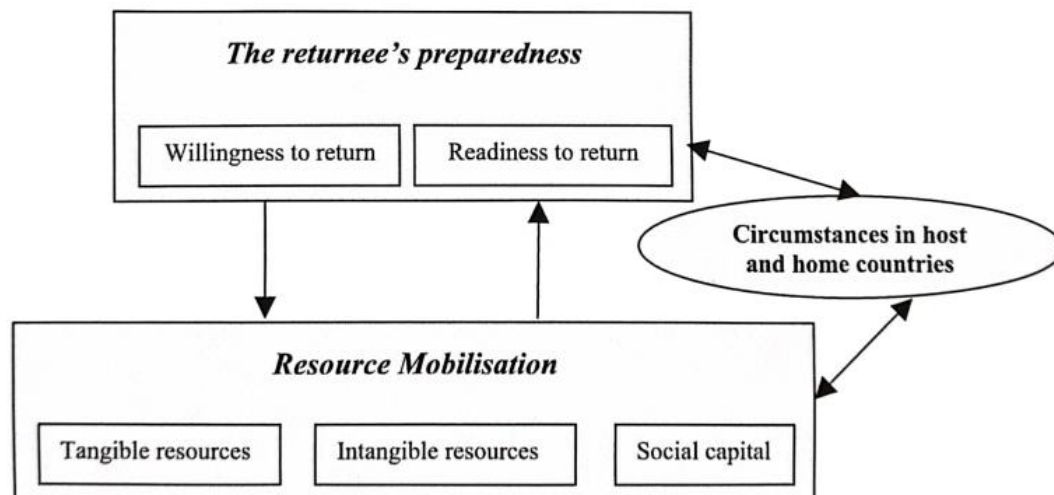 The returnee's preparedness
Willingness to return
Readiness to return
Circumstances in host
and home countries
Resource Mobilisation
Tangible resources
Intangible resources
Social capital